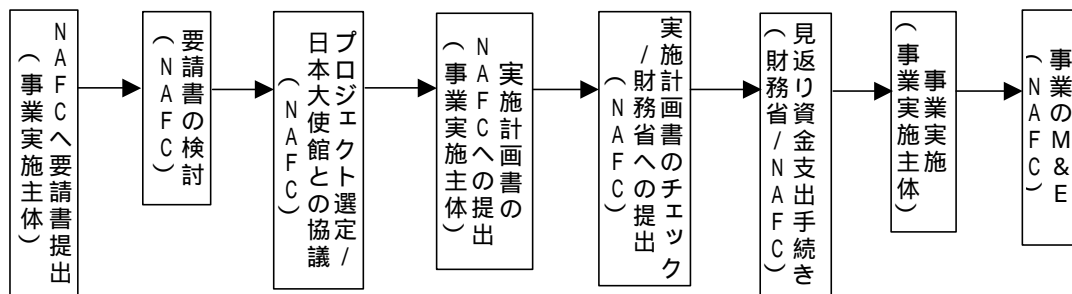 NAFCへ要請書提出
(事業実施主体)
要請書の検討
(NAFC)
プロジェクト選定/
日本大使館との協議
(NAFC)
実施計画書の
NAFCへの提出
(事業実施主体)
実施計画書のチェック
/財務省への提出
(NAFC)
見返り資金支出手続き
(財務省/NAFC)
事業実施
(事業実施主体)
事業のM&E
(NAFC)